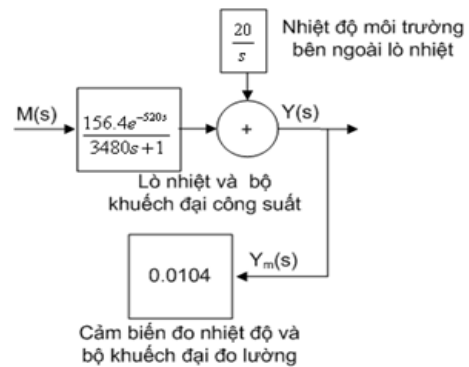 20
s
Nhiệt độ môi trường
bên ngoài lò nhiệt
M(s)
156.4e^{-520s}
3480s+1
+
Y(s)
Lò nhiệt và bộ
khuếch đại công suất
0.0104
Yₘ(s)
Cảm biến đo nhiệt độ và
bộ khuếch đại đo lường